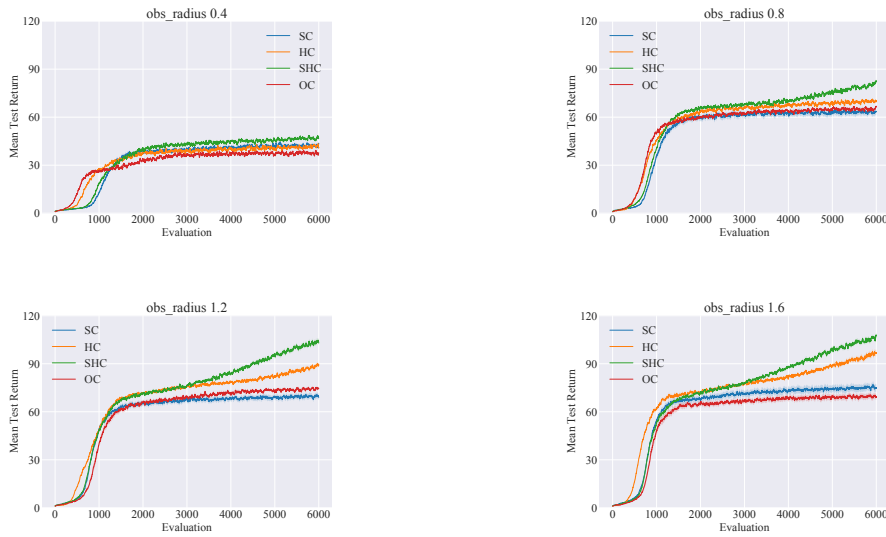 obs_radius 0.4
120
90
60
30
0
Mean Test Return
SC
HC
SHC
OC
0 1000 2000 3000 4000 5000 6000
Evaluation
obs_radius 0.8
120
90
60
30
0
Mean Test Return
SC
HC
SHC
OC
0 1000 2000 3000 4000 5000 6000
Evaluation
obs_radius 1.2
120
90
60
30
0
Mean Test Return
SC
HC
SHC
OC
0 1000 2000 3000 4000 5000 6000
Evaluation
obs_radius 1.6
120
90
60
30
0
Mean Test Return
SC
HC
SHC
OC
0 1000 2000 3000 4000 5000 6000
Evaluation